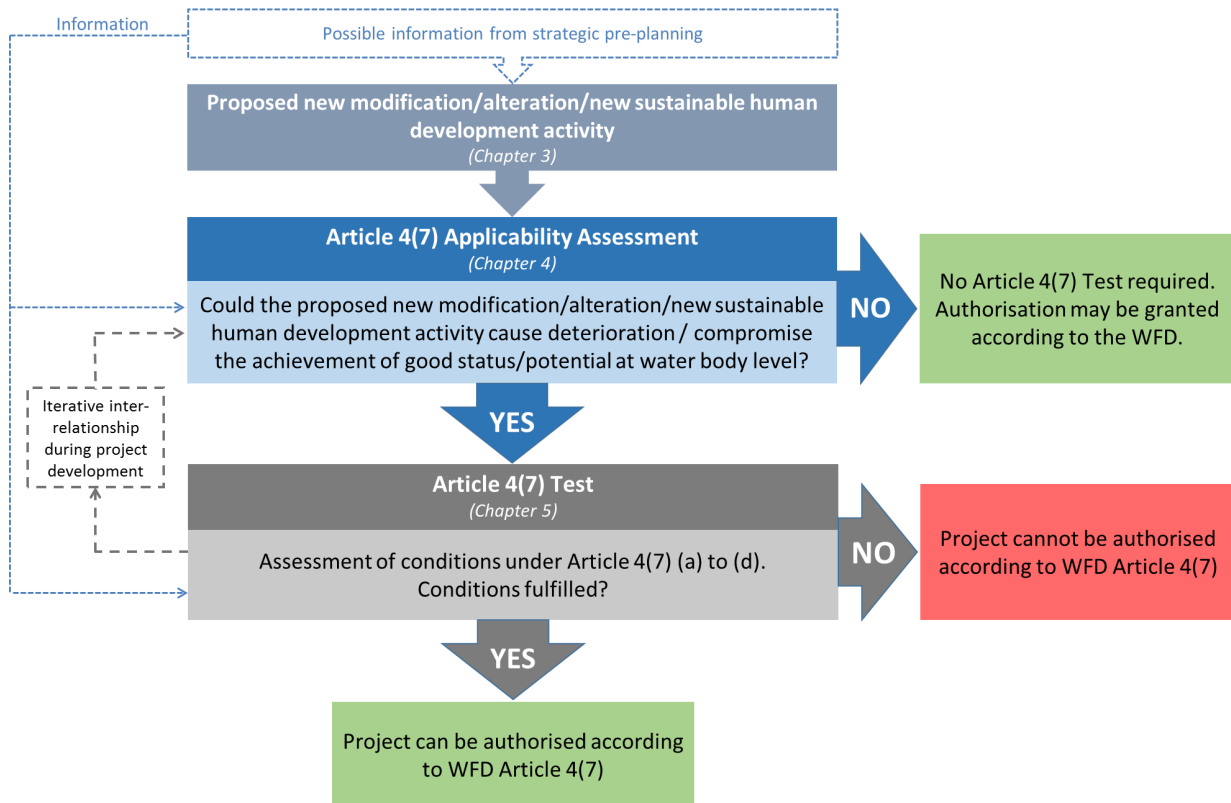 Information
Possible information from strategic pre-planning
Proposed new modification/alteration/new sustainable human
development activity
(Chapter 3)
Article 4(7) Applicability Assessment
(Chapter 4)
Could the proposed new modification/alteration/new sustainable
human development activity cause deterioration / compromise
the achievement of good status/potential at water body level?
NO
No Article 4(7) Test required.
Authorisation may be granted
according to the WFD.
YES
Iterative inter-
relationship
during project
development
Article 4(7) Test
(Chapter 5)
Assessment of conditions under Article 4(7) (a) to (d).
Conditions fulfilled?
NO
Project cannot be authorised
according to WFD Article 4(7)
YES
Project can be authorised according
to WFD Article 4(7)